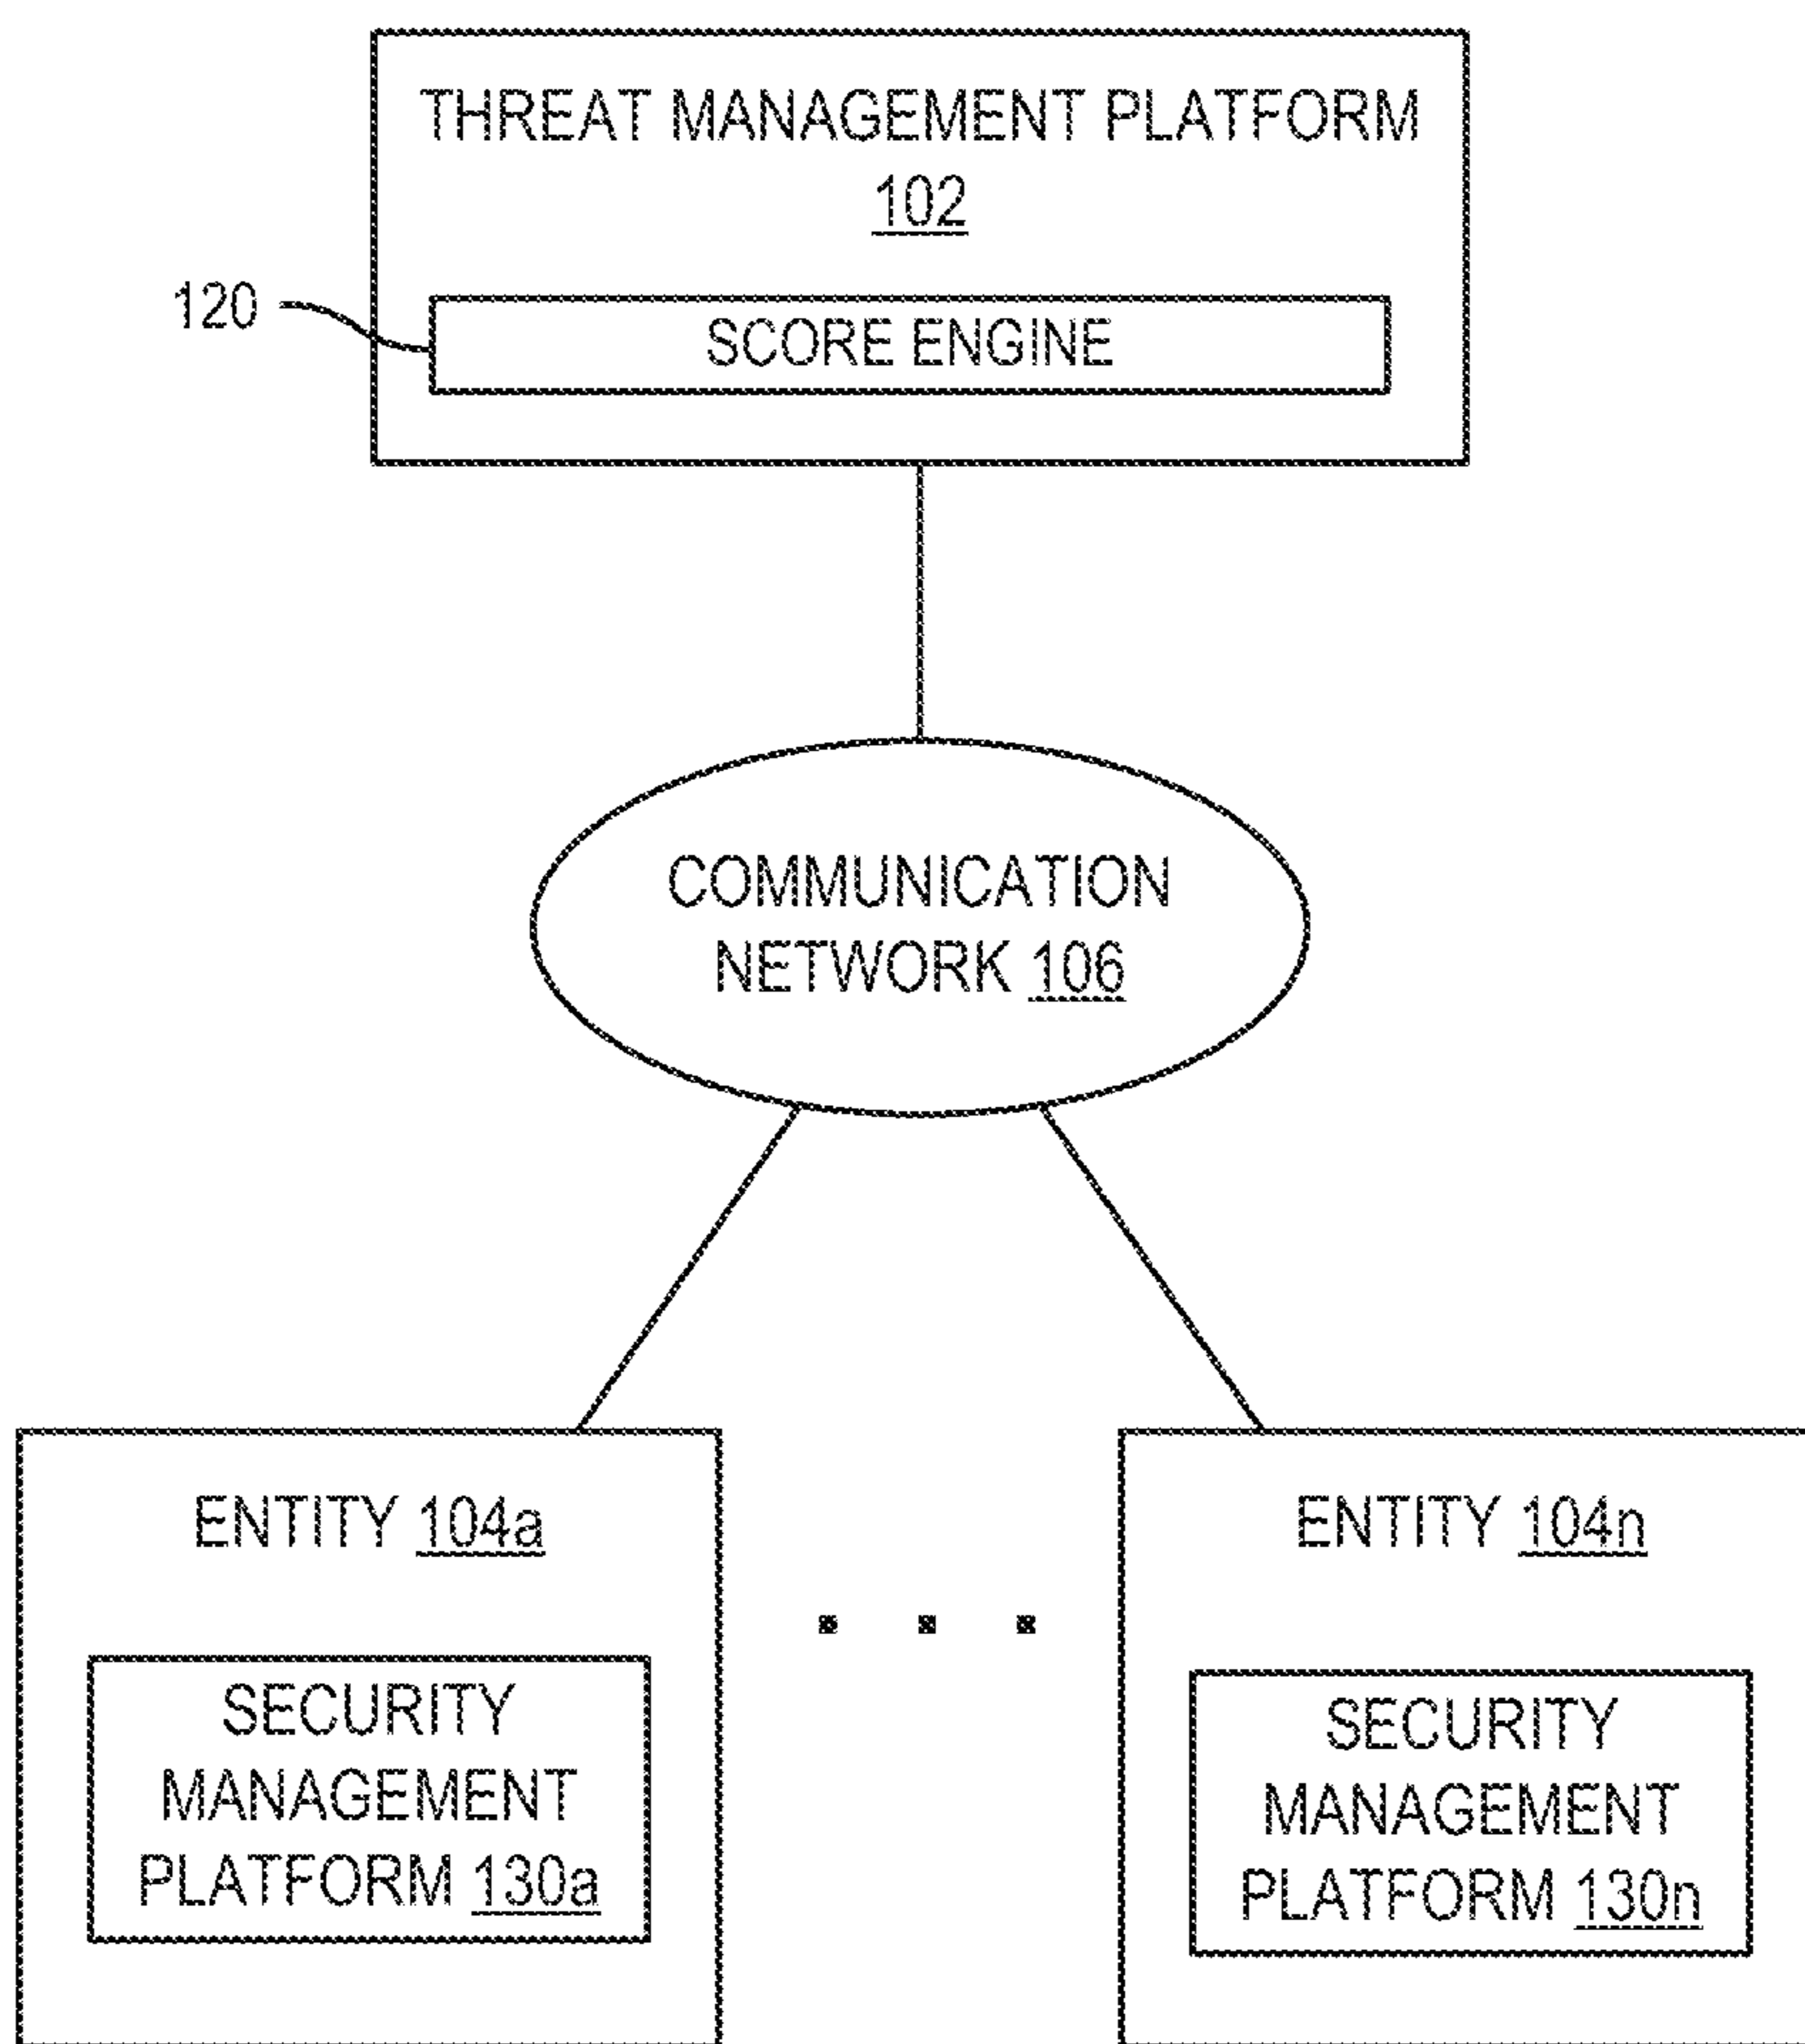 THREAT MANAGEMENT PLATFORM
102
120
SCORE ENGINE
COMMUNICATION
NETWORK 106
ENTITY 104a
SECURITY
MANAGEMENT
PLATFORM 130a
ENTITY 104n
SECURITY
MANAGEMENT
PLATFORM 130n